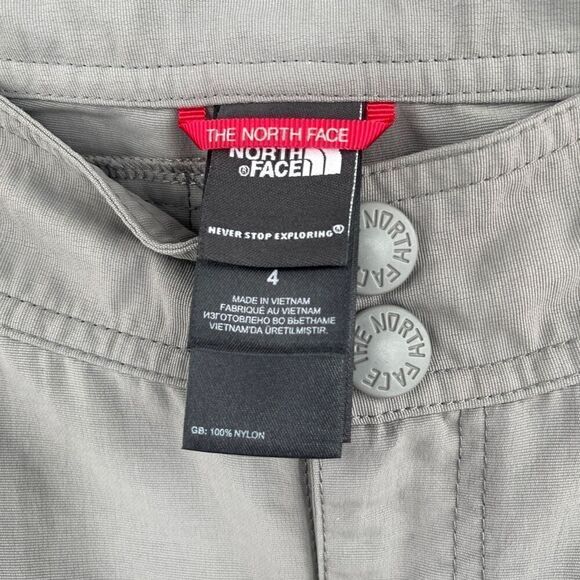 THE NORTH FACE
NORTH
®FACE
NEVER STOP EXPLORING®
4
MADE IN VIETNAM
FABRIQUÉ AU VIETNAM
ИЗГОТОВЛЕНО ВО ВЬЕТНАМЕ
VIETNAM'DA ÜRETILMIŞTIR.
GB: 100% NYLON
NORTH FACE
THE NORTH FACE